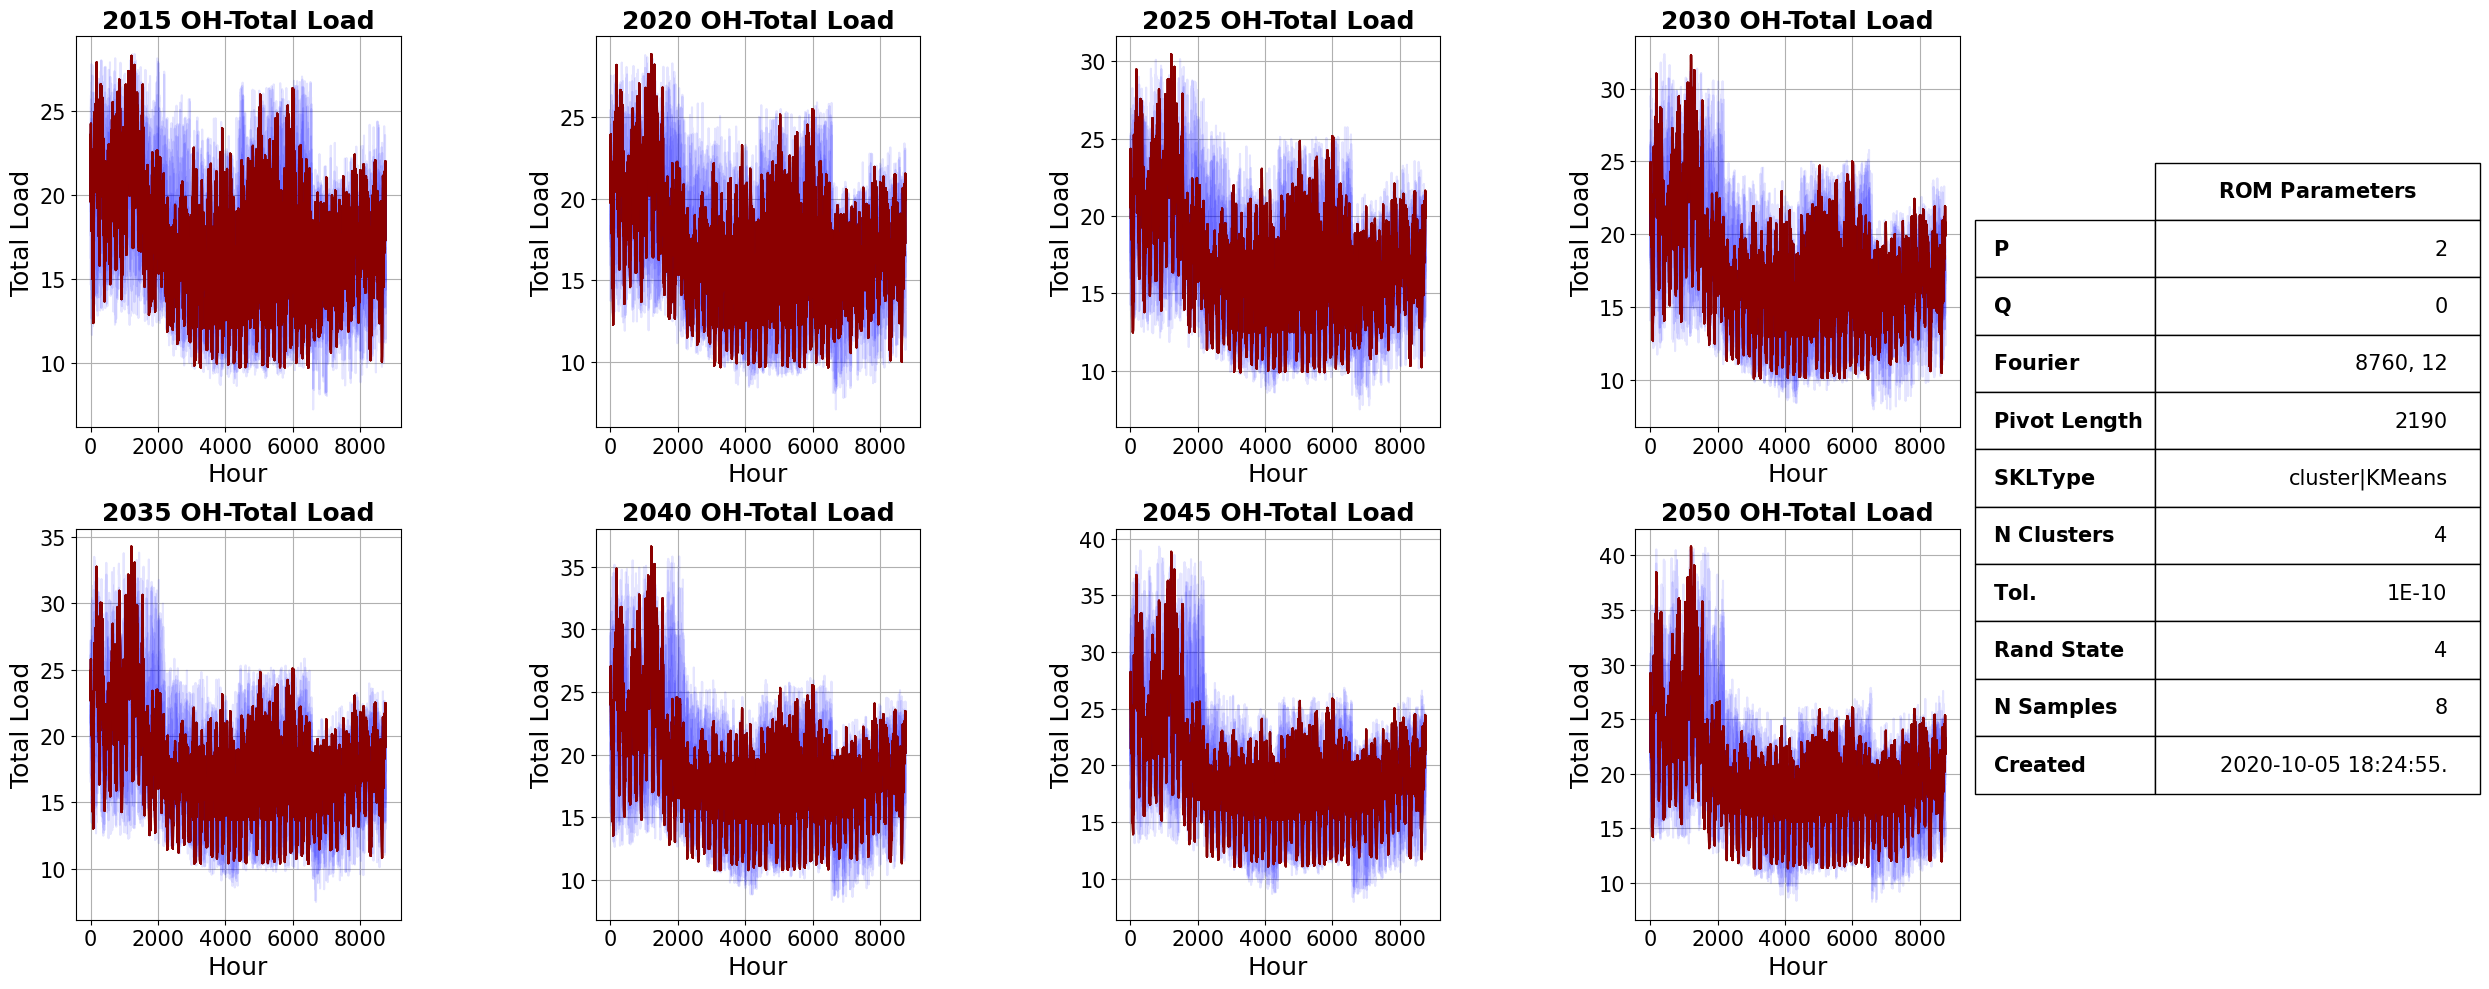 2015 OH-Total Load
2020 OH-Total Load
2025 OH-Total Load
2030 OH-Total Load
Total Load
25
20
15
10
0 2000 4000 6000 8000
Hour
Total Load
25
20
15
10
0 2000 4000 6000 8000
Hour
Total Load
30
25
20
15
10
0 2000 4000 6000 8000
Hour
Total Load
30
25
20
15
10
0 2000 4000 6000 8000
Hour
2035 OH-Total Load
2040 OH-Total Load
2045 OH-Total Load
2050 OH-Total Load
Total Load
35
30
25
20
15
10
0 2000 4000 6000 8000
Hour
Total Load
35
30
25
20
15
10
0 2000 4000 6000 8000
Hour
Total Load
40
35
30
25
20
15
10
0 2000 4000 6000 8000
Hour
Total Load
40
35
30
25
20
15
10
0 2000 4000 6000 8000
Hour
ROM Parameters
P 2
Q 0
Fourier 8760, 12
Pivot Length 2190
SKLType cluster|KMeans
N Clusters 4
Tol. 1E-10
Rand State 4
N Samples 8
Created 2020-10-05 18:24:55.